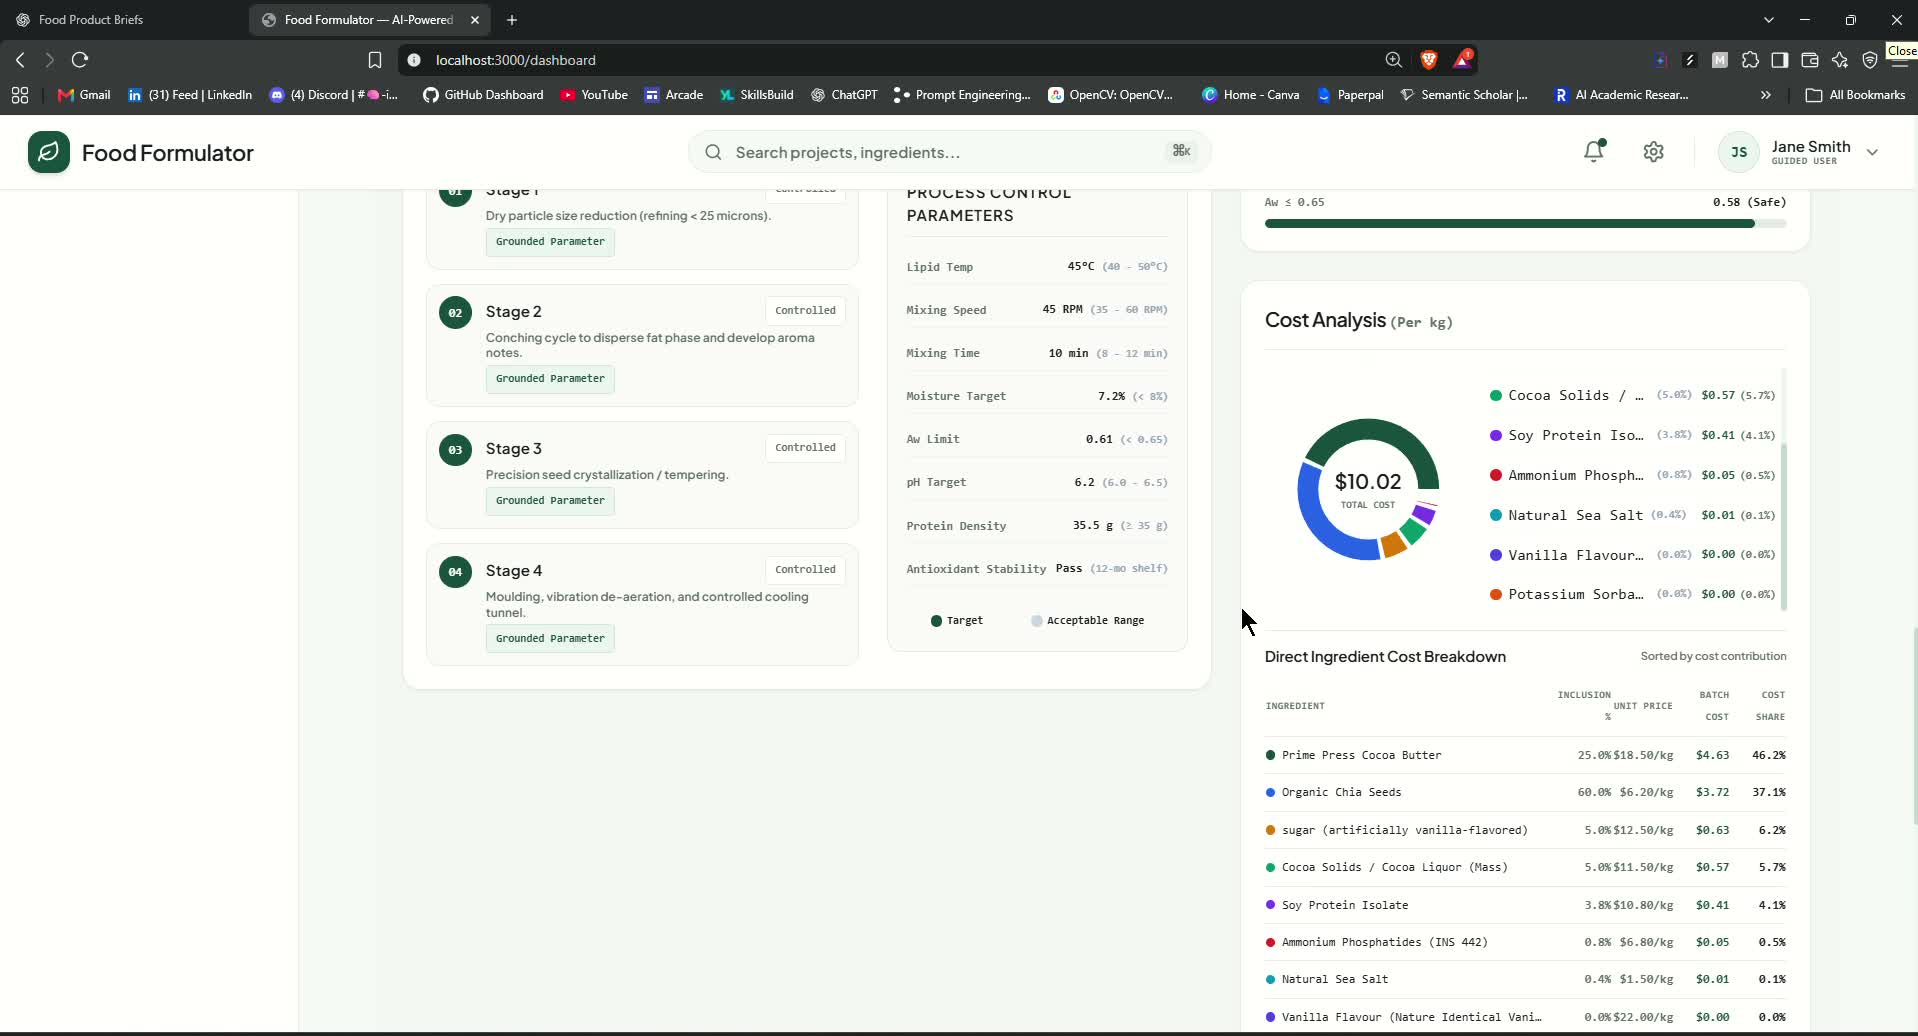 Food Product Briefs
Food Formulator — AI-Powered
Close
localhost:3000/dashboard
1
Gmail
(31) Feed | LinkedIn
(4) Discord | #🧠-i...
GitHub Dashboard
YouTube
Arcade
SkillsBuild
ChatGPT
Prompt Engineering...
OpenCV: OpenCV...
Home - Canva
Paperpal
Semantic Scholar |...
AI Academic Resear...
All Bookmarks
Food Formulator
Search projects, ingredients...
⌘K
JS
Jane Smith
GUIDED USER
01
Stage 1
Controlled
Dry particle size reduction (refining < 25 microns).
Grounded Parameter
02
Stage 2
Controlled
Conching cycle to disperse fat phase and develop aroma
notes.
Grounded Parameter
03
Stage 3
Controlled
Precision seed crystallization / tempering.
Grounded Parameter
04
Stage 4
Controlled
Moulding, vibration de-aeration, and controlled cooling
tunnel.
Grounded Parameter
PROCESS CONTROL
PARAMETERS
Lipid Temp 45°C (40 - 50°C)
Mixing Speed 45 RPM (35 - 60 RPM)
Mixing Time 10 min (8 - 12 min)
Moisture Target 7.2% (< 8%)
Aw Limit 0.61 (< 0.65)
pH Target 6.2 (6.0 - 6.5)
Protein Density 35.5 g (≥ 35 g)
Antioxidant Stability Pass (12-mo shelf)
Target Acceptable Range
Aw ≤ 0.65 0.58 (Safe)
Cost Analysis (Per kg)
$10.02
TOTAL COST
Cocoa Solids / … (5.0%) $0.57 (5.7%)
Soy Protein Iso… (3.8%) $0.41 (4.1%)
Ammonium Phosph… (0.8%) $0.05 (0.5%)
Natural Sea Salt (0.4%) $0.01 (0.1%)
Vanilla Flavour… (0.0%) $0.00 (0.0%)
Potassium Sorba… (0.0%) $0.00 (0.0%)
Direct Ingredient Cost Breakdown
Sorted by cost contribution
INGREDIENT INCLUSION % UNIT PRICE BATCH COST COST SHARE
Prime Press Cocoa Butter 25.0% $18.50/kg $4.63 46.2%
Organic Chia Seeds 60.0% $6.20/kg $3.72 37.1%
sugar (artificially vanilla-flavored) 5.0% $12.50/kg $0.63 6.2%
Cocoa Solids / Cocoa Liquor (Mass) 5.0% $11.50/kg $0.57 5.7%
Soy Protein Isolate 3.8% $10.80/kg $0.41 4.1%
Ammonium Phosphatides (INS 442) 0.8% $6.80/kg $0.05 0.5%
Natural Sea Salt 0.4% $1.50/kg $0.01 0.1%
Vanilla Flavour (Nature Identical Vani… 0.0% $22.00/kg $0.00 0.0%